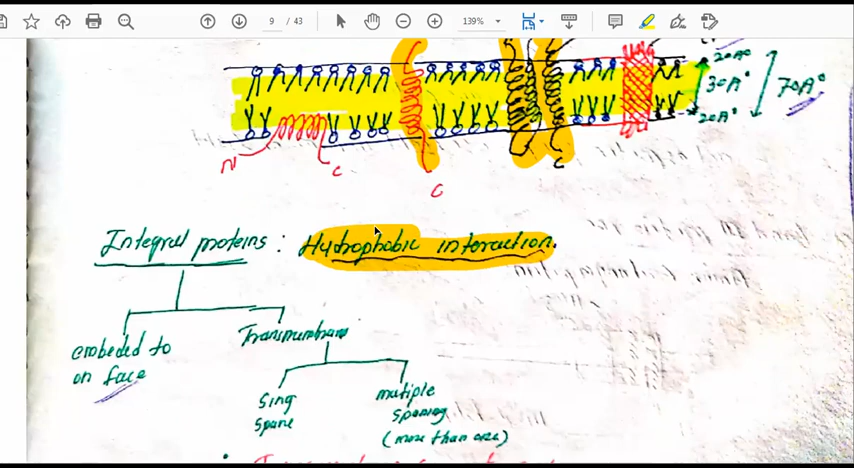 9 / 43
139%
20A°
30A°
70A°
20A°
N
C
C
C
Integral proteins : Hydrophobic interaction.
embeded to
on face
Transmembrane
Sing
Spane
multiple
Spaning
(more than one)